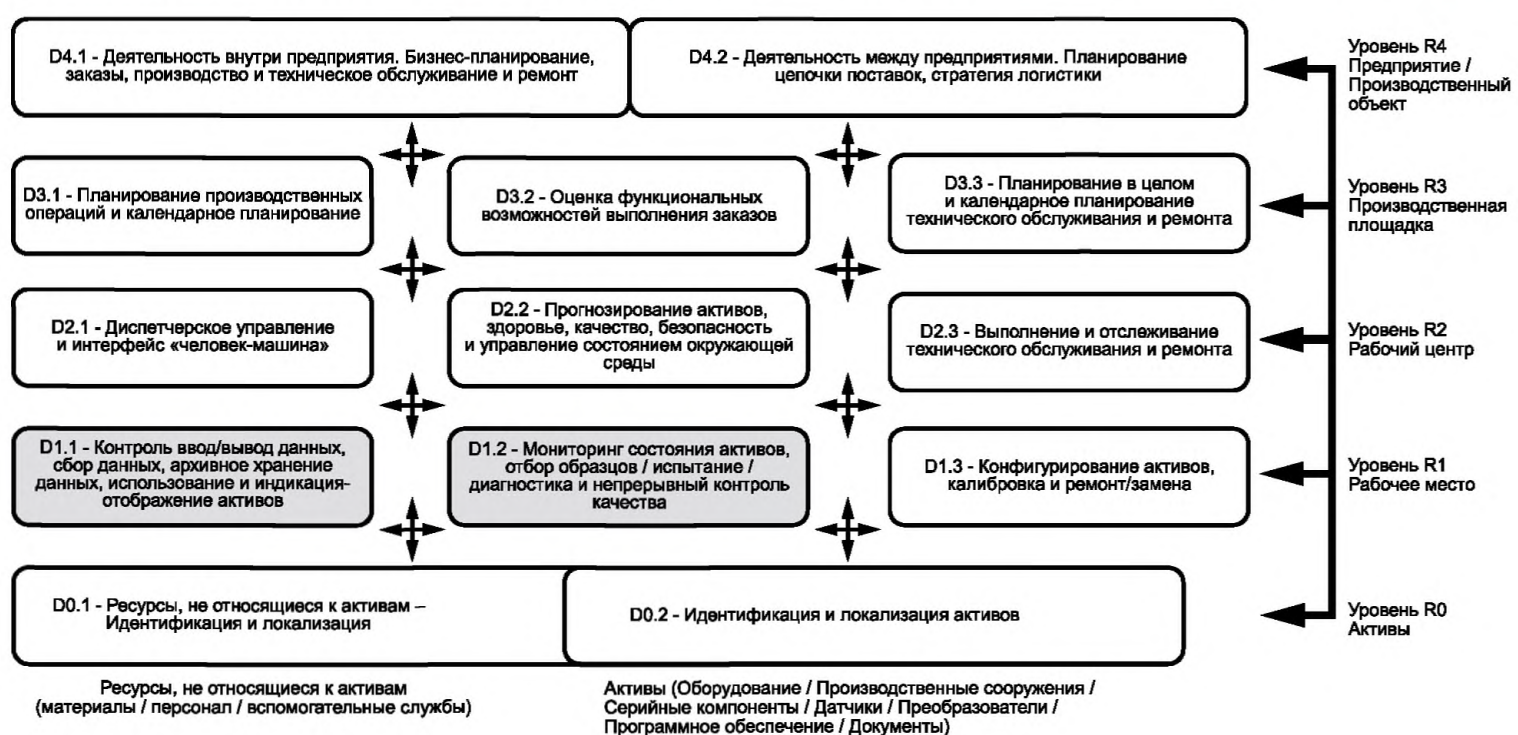 D4.1 - Деятельность внутри предприятия. Бизнес-планирование,
заказы, производство и техническое обслуживание и ремонт
D4.2 - Деятельность между предприятиями. Планирование
цепочки поставок, стратегия логистики
Уровень R4
Предприятие /
Производственный
объект
D3.1 - Планирование производственных
операций и календарное планирование
D3.2 - Оценка функциональных
возможностей выполнения заказов
D3.3 - Планирование в целом
и календарное планирование
технического обслуживания и ремонта
Уровень R3
Производственная
площадка
D2.1 - Диспетчерское управление
и интерфейс «человек-машина»
D2.2 - Прогнозирование активов,
здоровье, качество, безопасность
и управление состоянием окружающей
среды
D2.3 - Выполнение и отслеживание
технического обслуживания и ремонта
Уровень R2
Рабочий центр
D1.1 - Контроль ввод/вывод данных,
сбор данных, архивное хранение
данных, использование и индикация-
отображение активов
D1.2 - Мониторинг состояния активов,
отбор образцов / испытание /
диагностика и непрерывный контроль
качества
D1.3 - Конфигурирование активов,
калибровка и ремонт/замена
Уровень R1
Рабочее место
D0.1 - Ресурсы, не относящиеся к активам –
Идентификация и локализация
D0.2 - Идентификация и локализация активов
Уровень R0
Активы
Ресурсы, не относящиеся к активам
(материалы / персонал / вспомогательные службы)
Активы (Оборудование / Производственные сооружения /
Серийные компоненты / Датчики / Преобразователи /
Программное обеспечение / Документы)